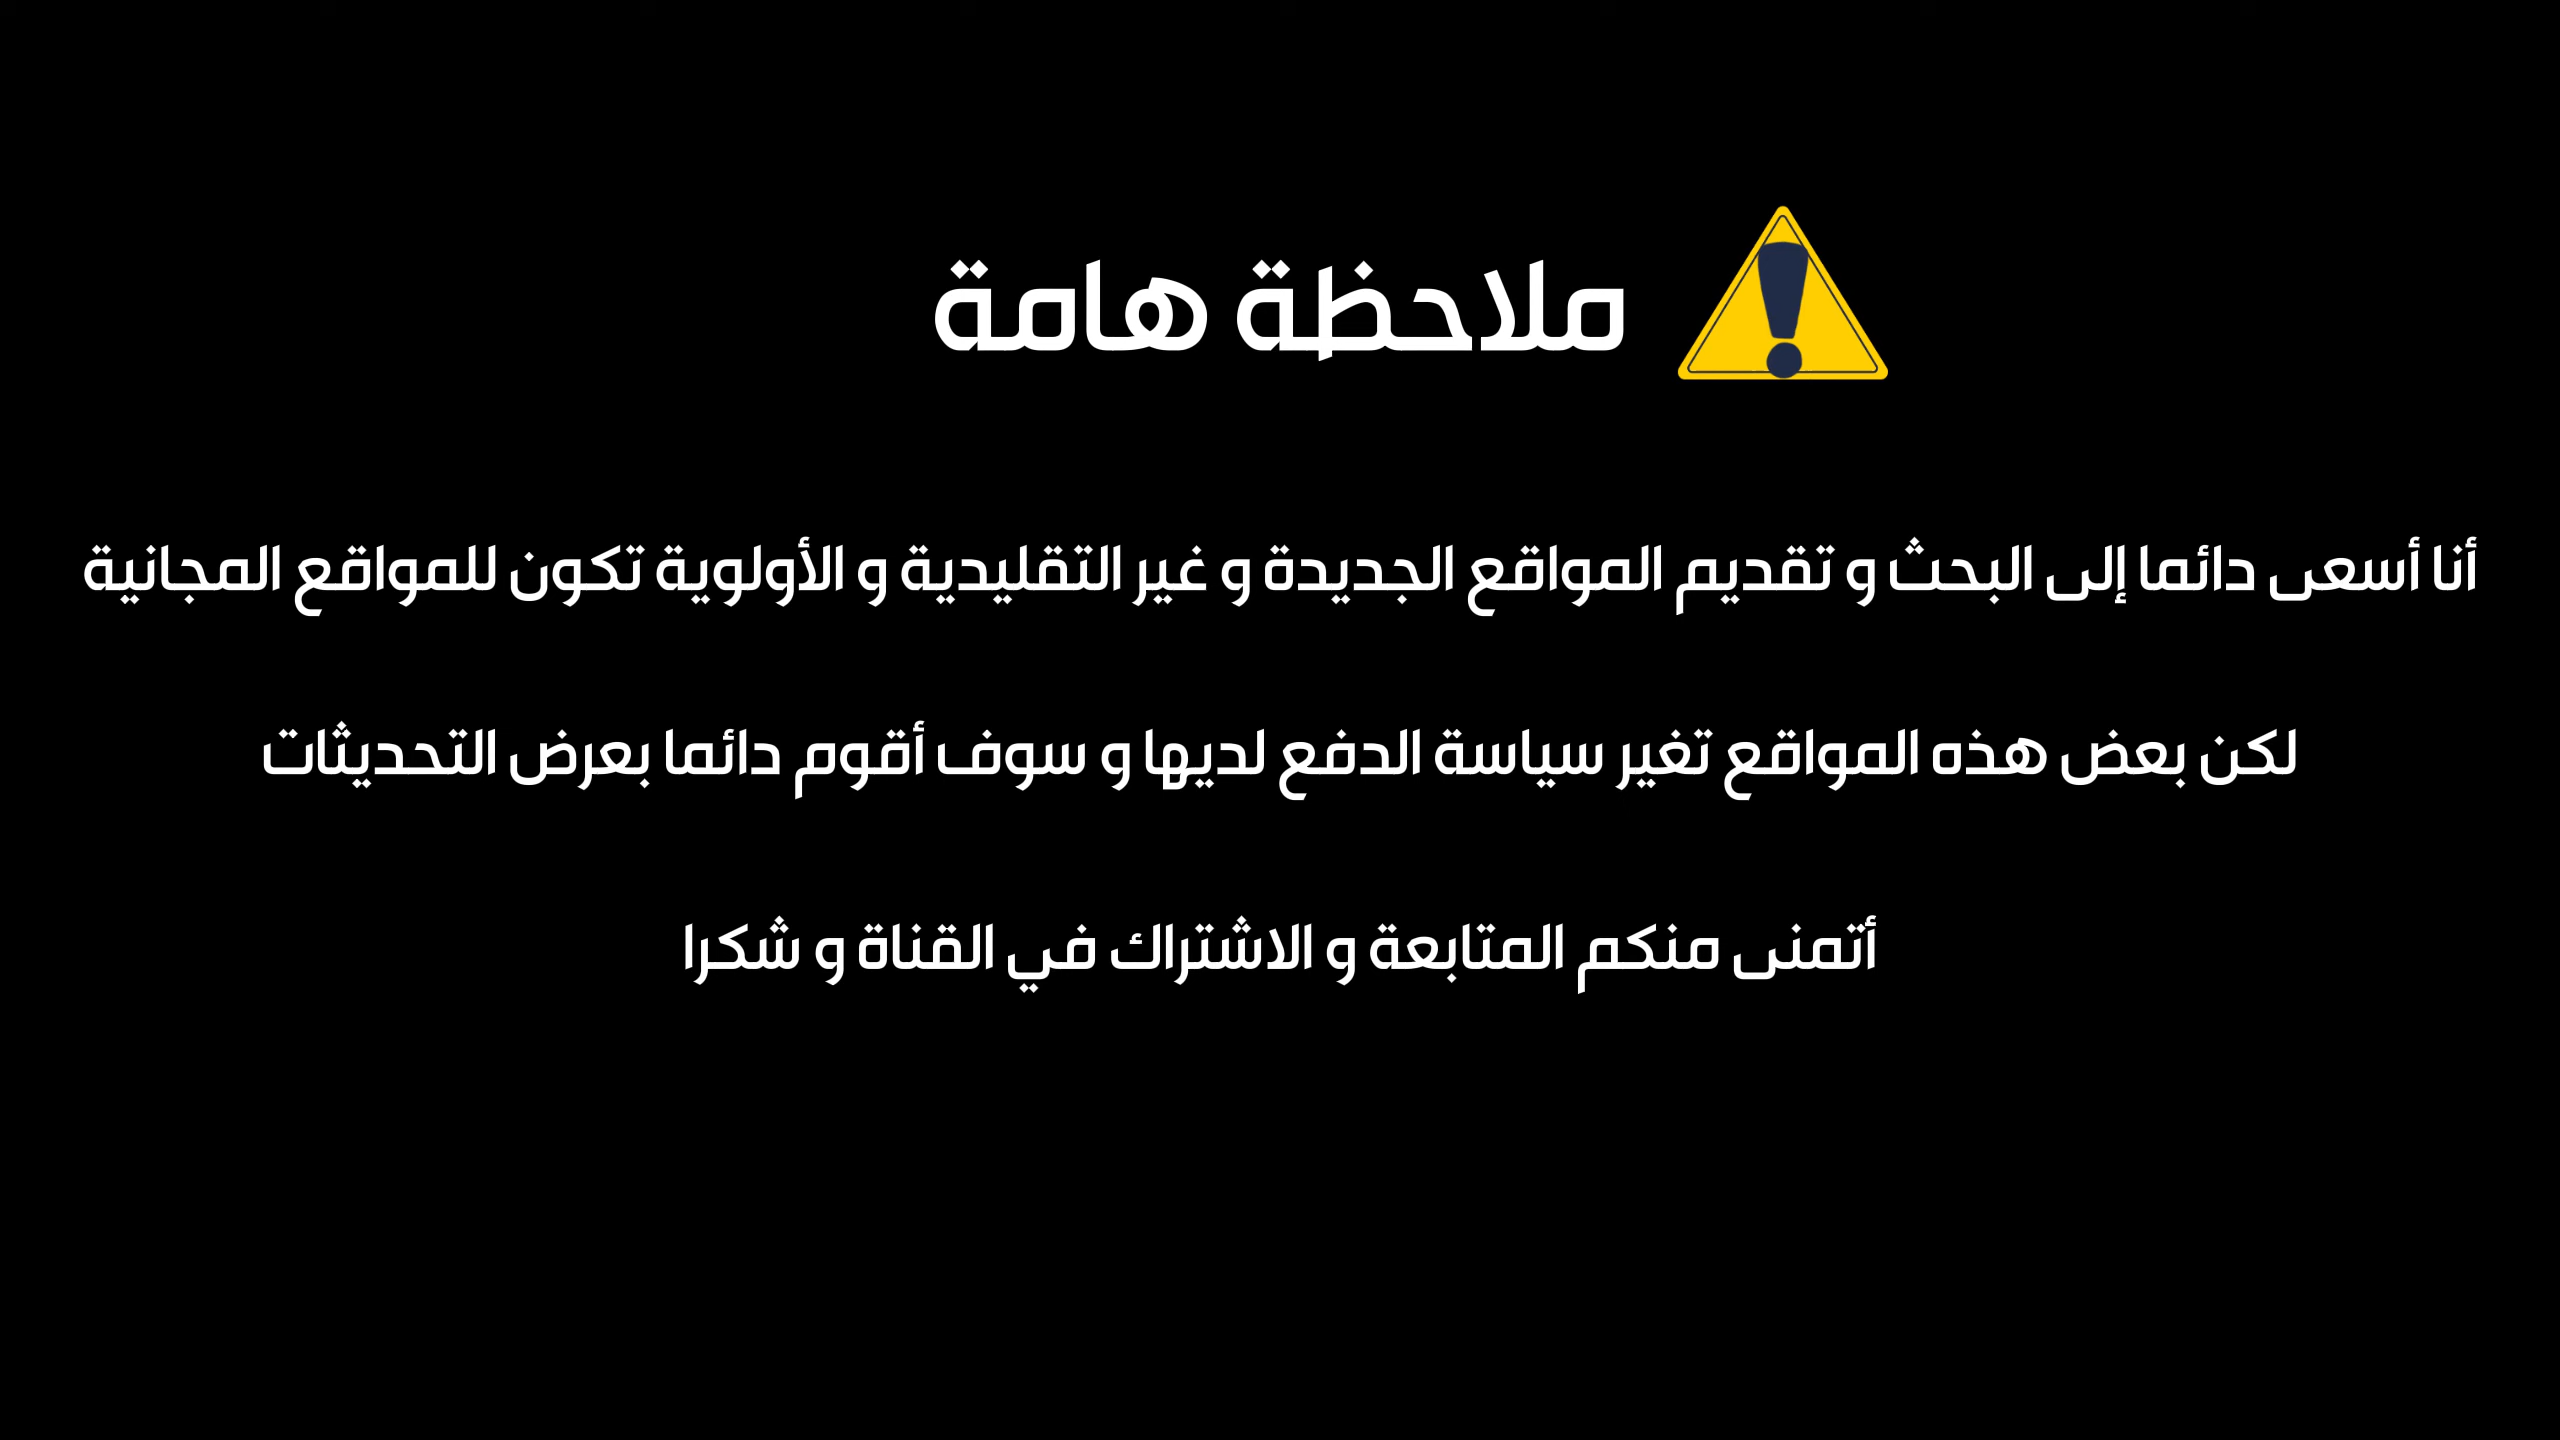 ملاحظة هامة
أنا أسعى دائما إلى البحث و تقديم المواقع الجديدة و غير التقليدية و الأولوية تكون للمواقع المجانية
لكن بعض هذه المواقع تغير سياسة الدفع لديها و سوف أقوم دائما بعرض التحديثات
أتمنى منكم المتابعة و الاشتراك في القناة و شكرا